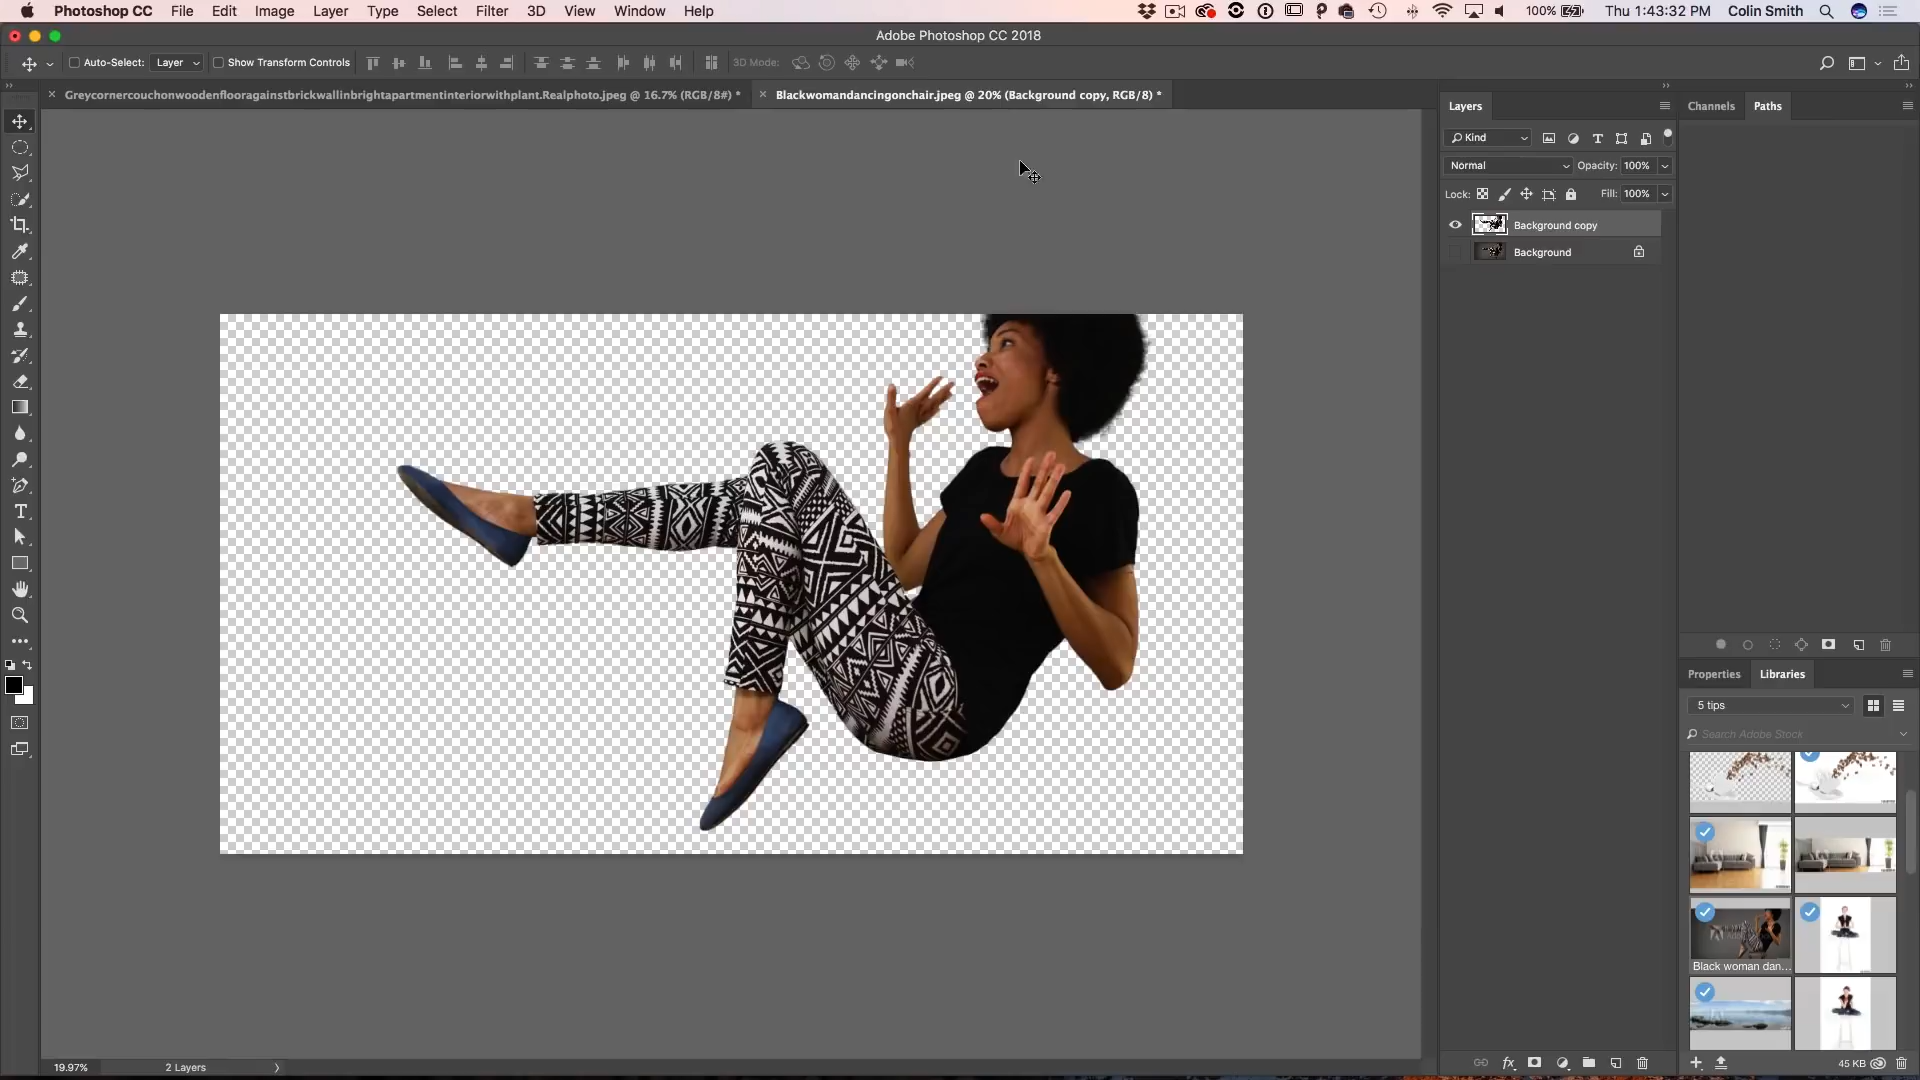 Photoshop CC File Edit Image Layer Type Select Filter 3D View Window Help 100% Thu 1:43:32 PM Colin Smith
Adobe Photoshop CC 2018
Auto-Select: Layer Show Transform Controls 3D Mode:
Greycornercouchonwoodenflooragainstbrickwallinbrightapartmentinteriorwithplant.Realphoto.jpeg @ 16.7% (RGB/8#) * Blackwomandancingonchair.jpeg @ 20% (Background copy, RGB/8) *
Layers Channels Paths
Kind
Normal Opacity: 100%
Lock: Fill: 100%
Background copy
Background
Properties Libraries
5 tips
Search Adobe Stock
Black woman dan...
19.97% 2 Layers 45 KB